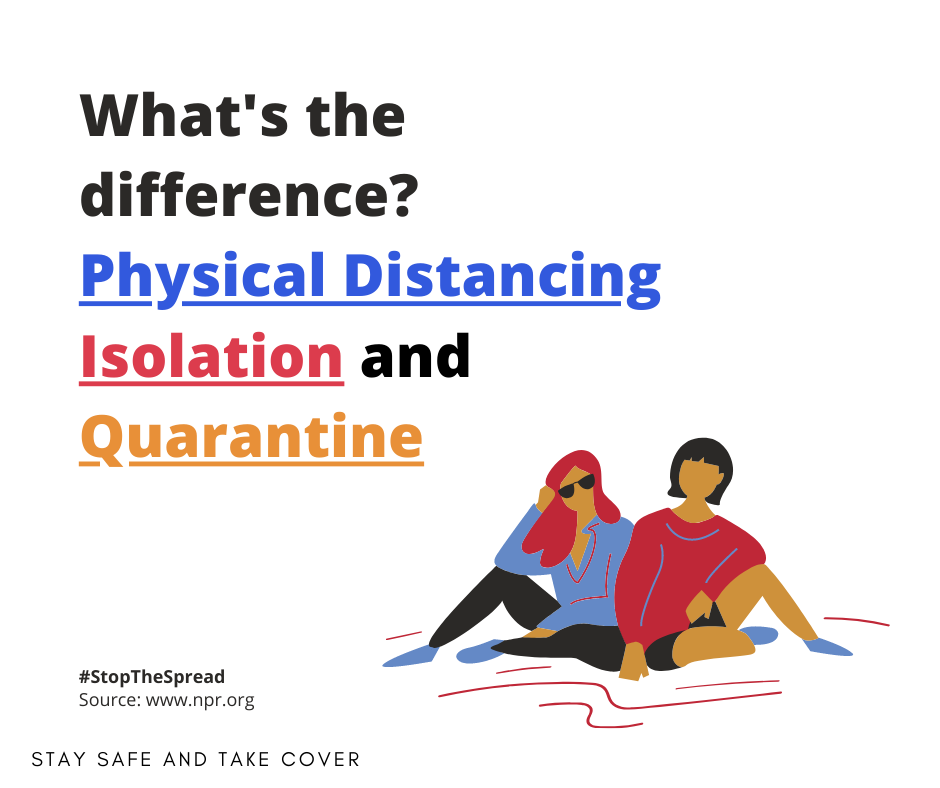 What's the
difference?
Physical Distancing
Isolation and
Quarantine
#StopTheSpread
Source: www.npr.org
STAY SAFE AND TAKE COVER